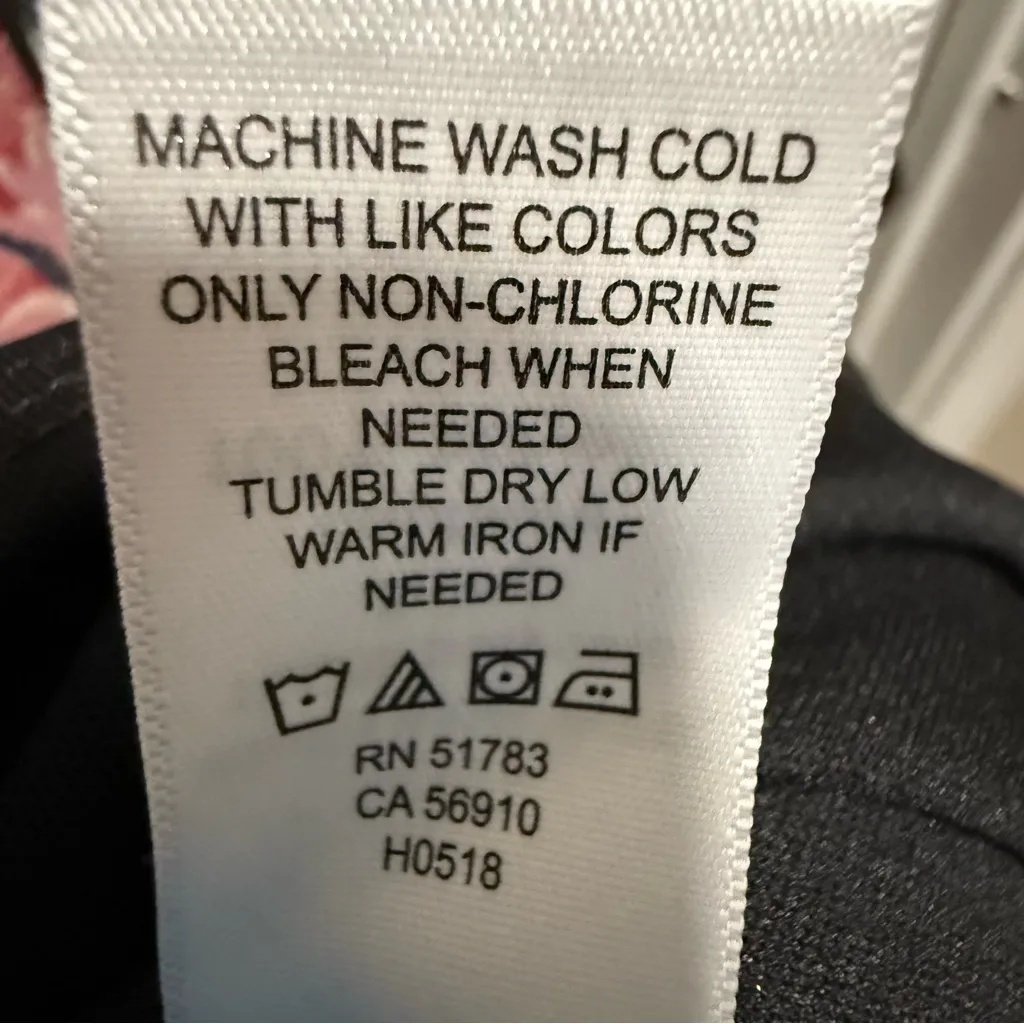 MACHINE WASH COLD
WITH LIKE COLORS
ONLY NON-CHLORINE
BLEACH WHEN
NEEDED
TUMBLE DRY LOW
WARM IRON IF
NEEDED
RN 51783
CA 56910
H0518